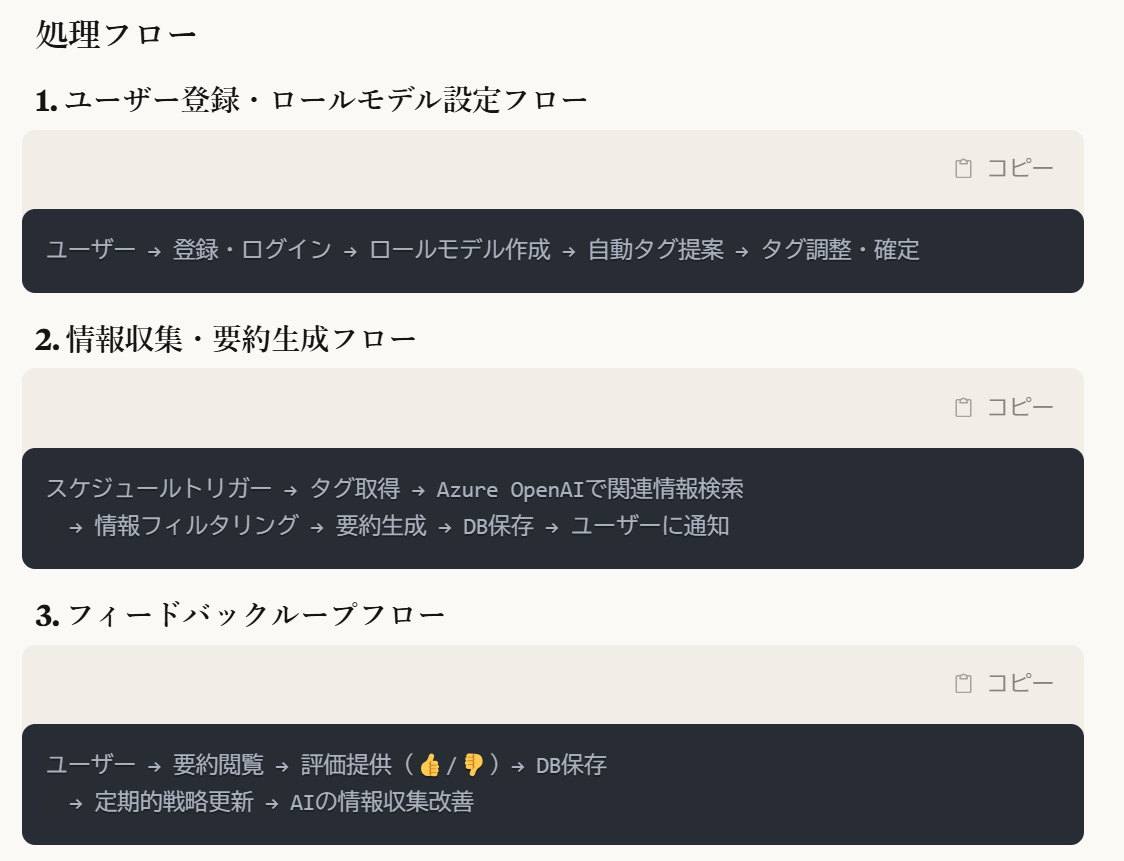 処理フロー
1. ユーザー登録・ロールモデル設定フロー
コピー
ユーザー → 登録・ログイン → ロールモデル作成 → 自動タグ提案 → タグ調整・確定
2. 情報収集・要約生成フロー
コピー
スケジュールトリガー → タグ取得 → Azure OpenAIで関連情報検索
→ 情報フィルタリング → 要約生成 → DB保存 → ユーザーに通知
3. フィードバックループフロー
コピー
ユーザー → 要約閲覧 → 評価提供（👍/👎）→ DB保存
→ 定期的戦略更新 → AIの情報収集改善